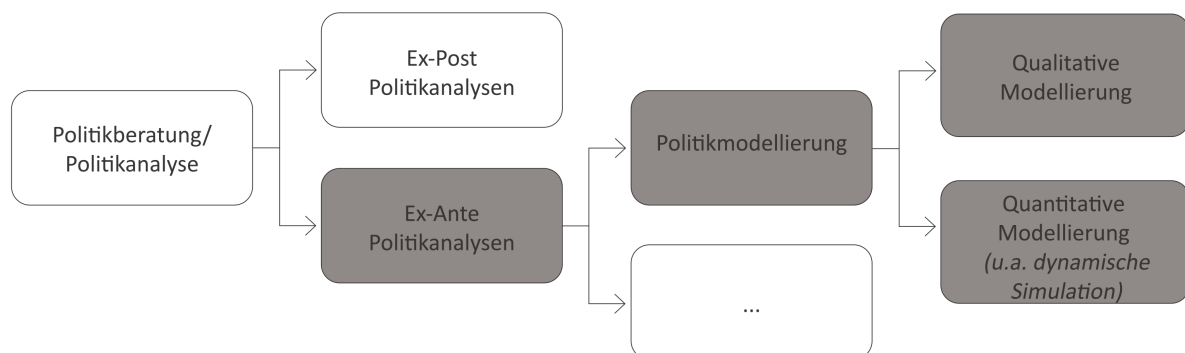 Politikberatung/
Politikanalyse
Ex-Post
Politikanalysen
Ex-Ante
Politikanalysen
Politikmodellierung
...
Qualitative
Modellierung
Quantitative
Modellierung
(u.a. dynamische
Simulation)